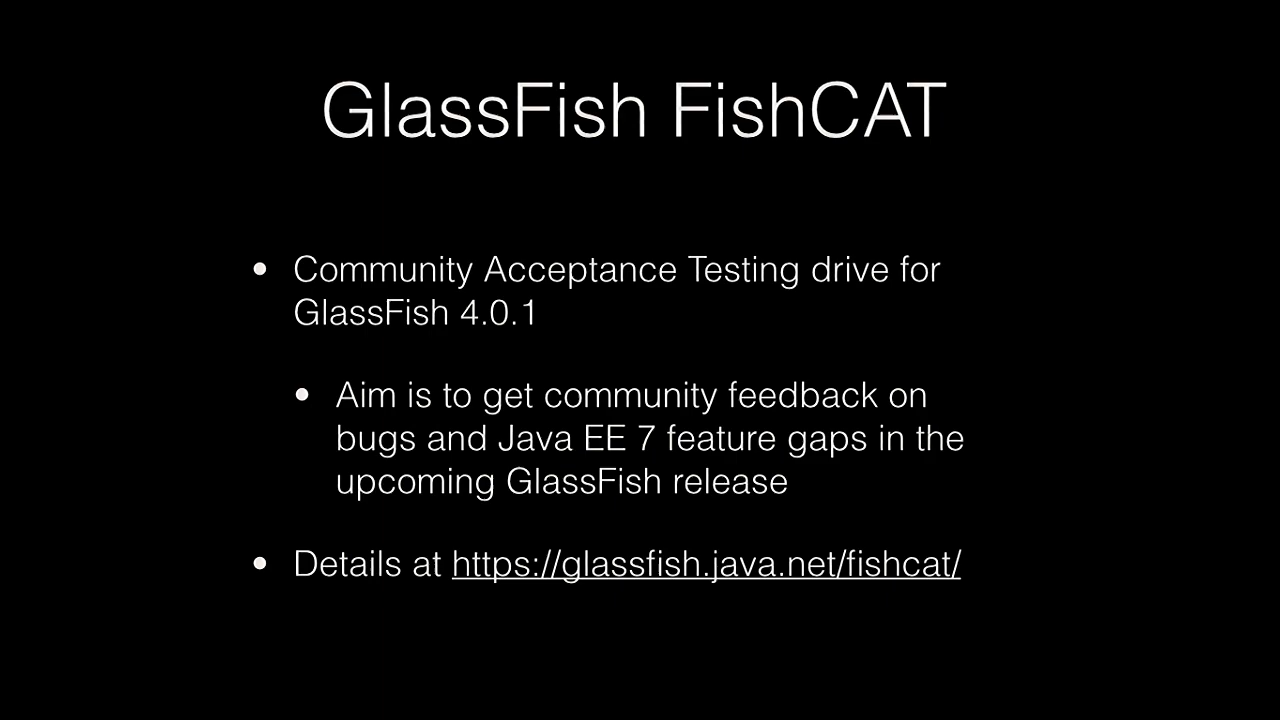 GlassFish FishCAT
• Community Acceptance Testing drive for
GlassFish 4.0.1
• Aim is to get community feedback on
bugs and Java EE 7 feature gaps in the
upcoming GlassFish release
• Details at https://glassfish.java.net/fishcat/